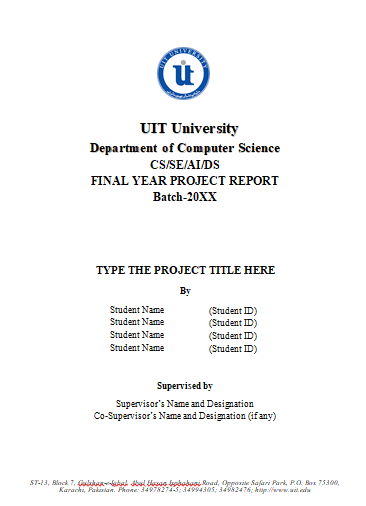 UIT UNIVERSITY
UIT University
Department of Computer Science
CS/SE/AI/DS
FINAL YEAR PROJECT REPORT
Batch-20XX
TYPE THE PROJECT TITLE HERE
By
Student Name (Student ID)
Student Name (Student ID)
Student Name (Student ID)
Student Name (Student ID)
Supervised by
Supervisor's Name and Designation
Co-Supervisor's Name and Designation (if any)
ST-13, Block 7, Gulshan-e-Iqbal, Abul Hasan Isphahani Road, Opposite Safari Park, P.O. Box 75300,
Karachi, Pakistan. Phone: 34978274-5; 34994305; 34982476; http://www.uit.edu